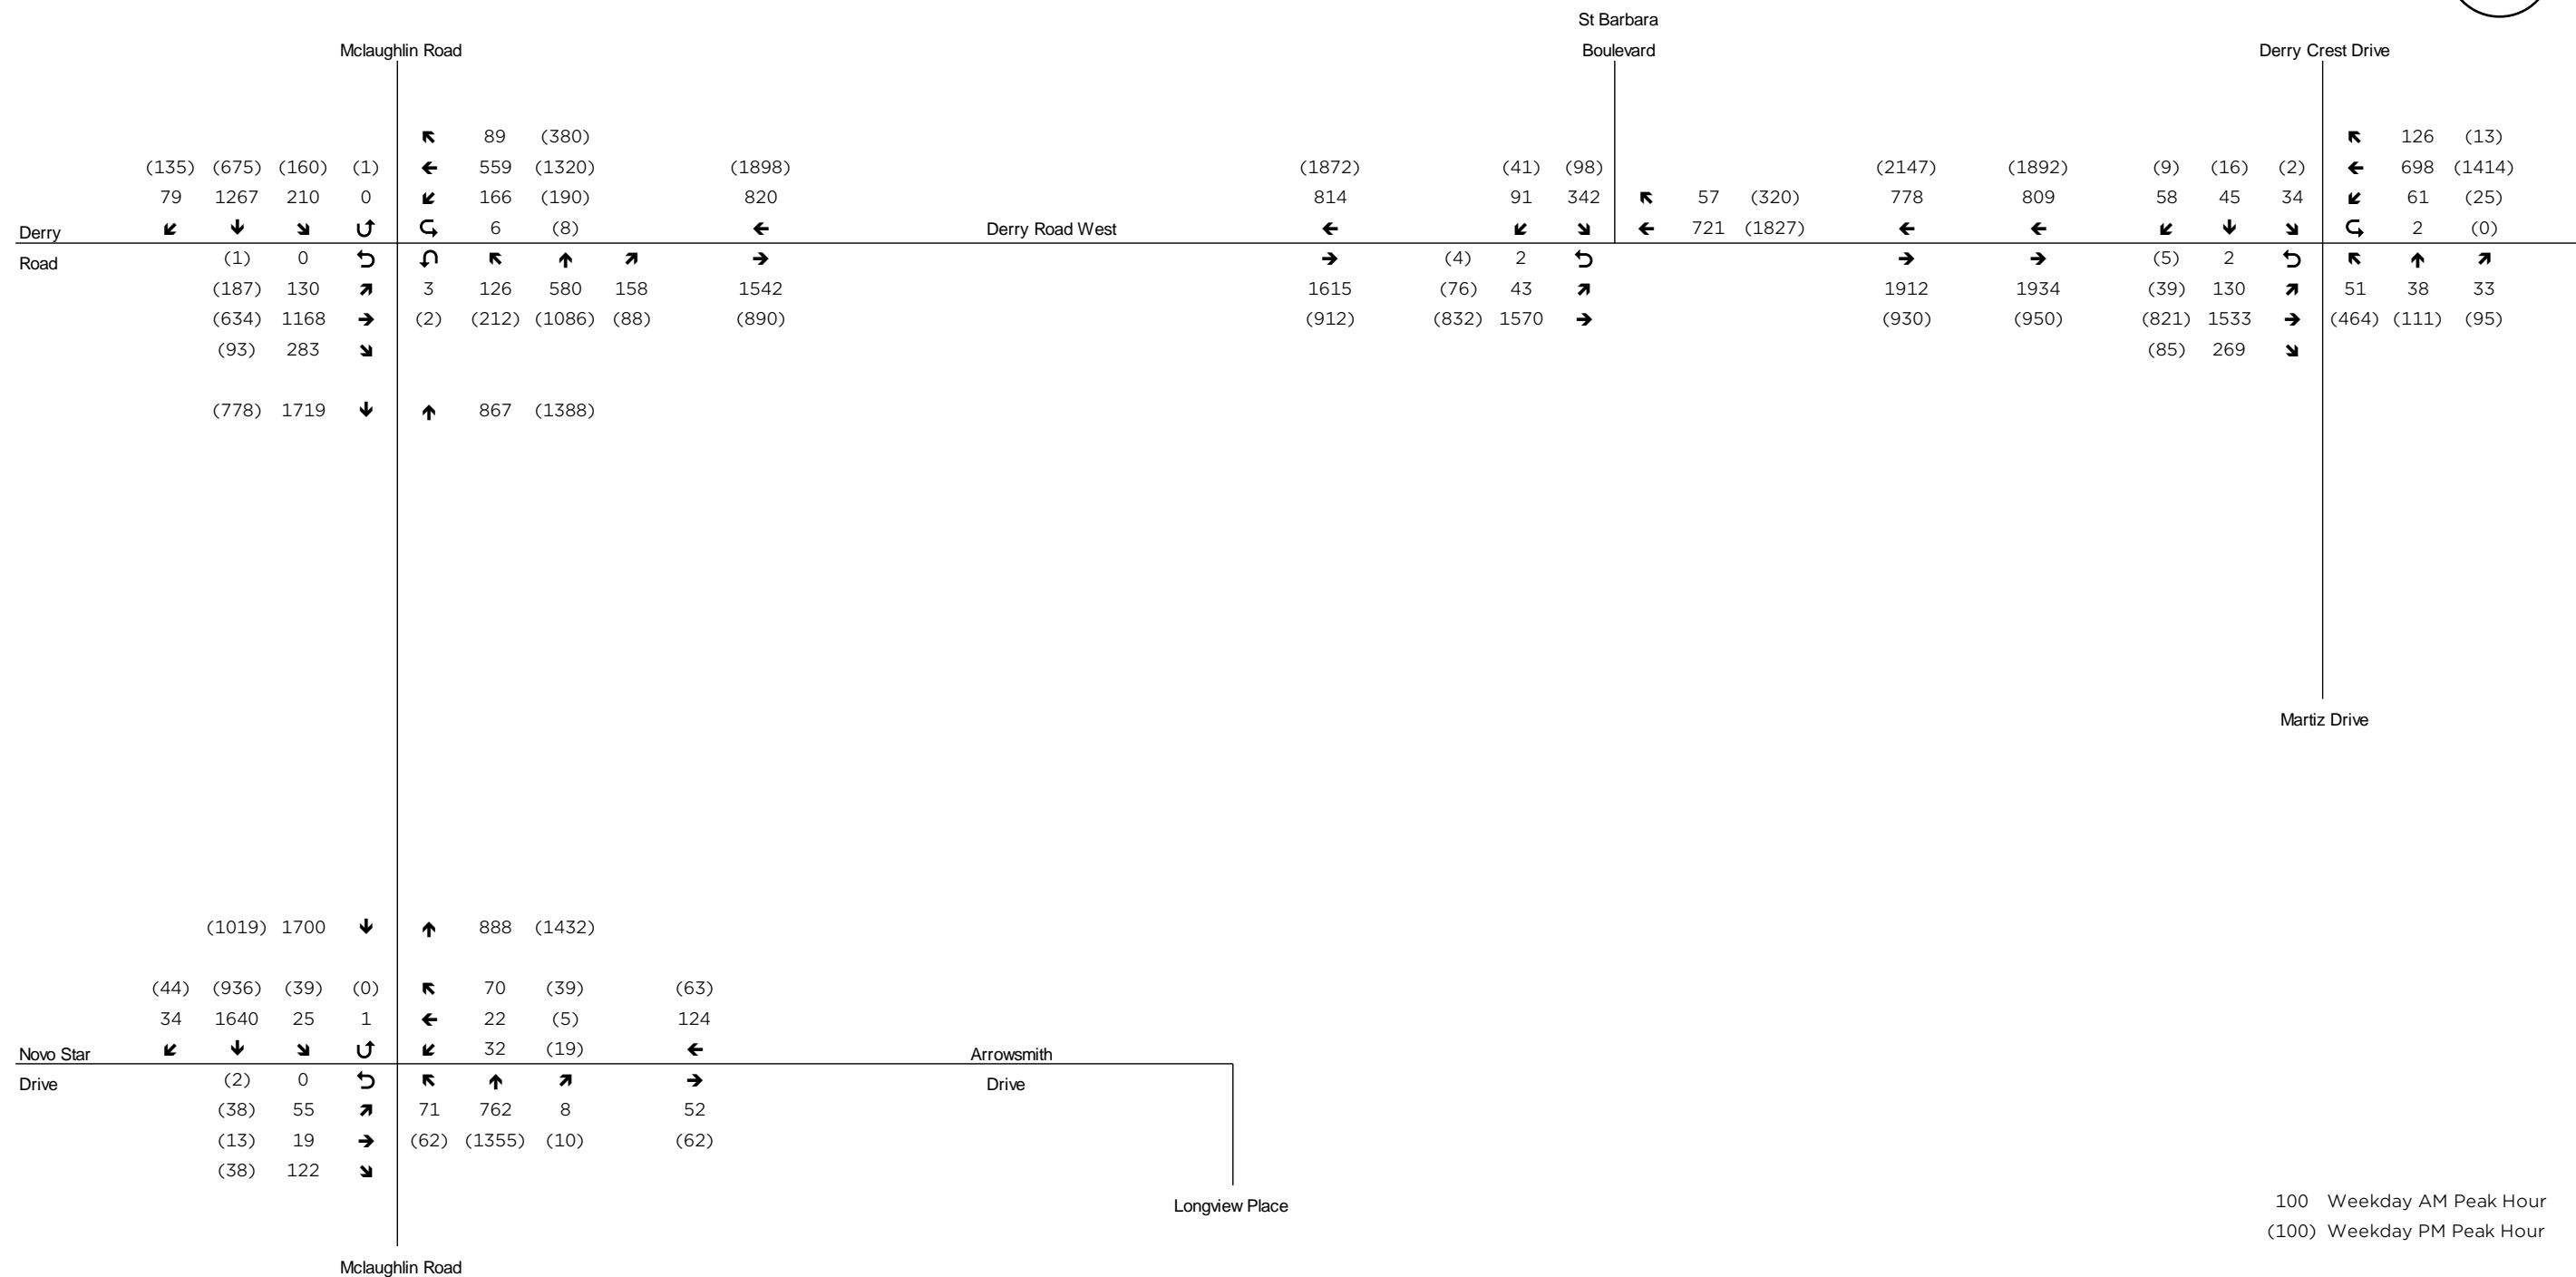 St Barbara
Mclaughlin Road Boulevard Derry Crest Drive
↖ 89 (380) ↖ 126 (13)
(135) (675) (160) (1) ← 559 (1320) (1898) (1872) (41) (98) (2147) (1892) (9) (16) (2) ← 698 (1414)
79 1267 210 0 ↙ 166 (190) 820 814 91 342 ↖ 57 (320) 778 809 58 45 34 ↙ 61 (25)
Derry ↙ ↓ ↘ ⮍ ⮎ 6 (8) ← Derry Road West ← ↙ ↘ ← 721 (1827) ← ← ↙ ↓ ↘ ⮎ 2 (0)
Road (1) 0 ⮌ ⮏ ↖ ↑ ↗ → → (4) 2 ⮌ → → (5) 2 ⮌ ↖ ↑ ↗
(187) 130 ↗ 3 126 580 158 1542 1615 (76) 43 ↗ 1912 1934 (39) 130 ↗ 51 38 33
(634) 1168 → (2) (212) (1086) (88) (890) (912) (832) 1570 → (930) (950) (821) 1533 → (464) (111) (95)
(93) 283 ↘ (85) 269 ↘
(778) 1719 ↓ ↑ 867 (1388)
Martiz Drive
(1019) 1700 ↓ ↑ 888 (1432)
(44) (936) (39) (0) ↖ 70 (39) (63)
34 1640 25 1 ← 22 (5) 124
Novo Star ↙ ↓ ↘ ⮍ ↙ 32 (19) ← Arrowsmith
Drive (2) 0 ⮌ ↖ ↑ ↗ → Drive
(38) 55 ↗ 71 762 8 52
(13) 19 → (62) (1355) (10) (62)
(38) 122 ↘
100 Weekday AM Peak Hour
Longview Place
(100) Weekday PM Peak Hour
Mclaughlin Road